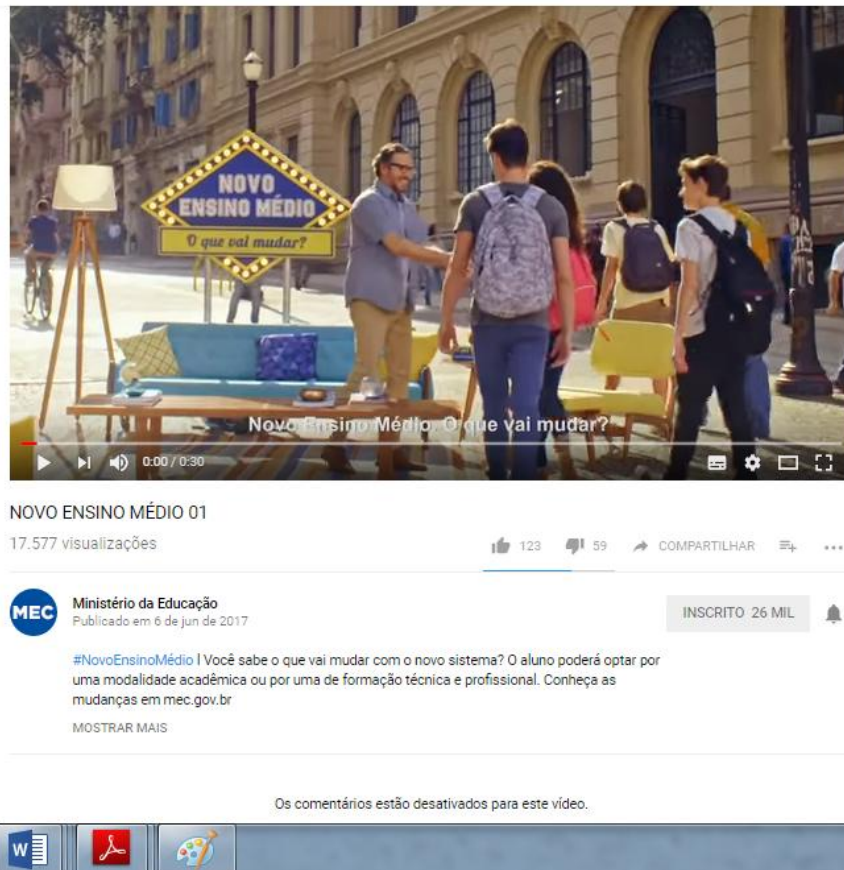 NOVO
ENSINO MÉDIO
O que vai mudar?
Novo Ensino Médio. O que vai mudar?
0:00 / 0:30
NOVO ENSINO MÉDIO 01
17.577 visualizações
123 59 COMPARTILHAR
MEC
Ministério da Educação
Publicado em 6 de jun de 2017
INSCRITO 26 MIL
#NovoEnsinoMédio | Você sabe o que vai mudar com o novo sistema? O aluno poderá optar por
uma modalidade acadêmica ou por uma de formação técnica e profissional. Conheça as
mudanças em mec.gov.br
MOSTRAR MAIS
Os comentários estão desativados para este vídeo.
W